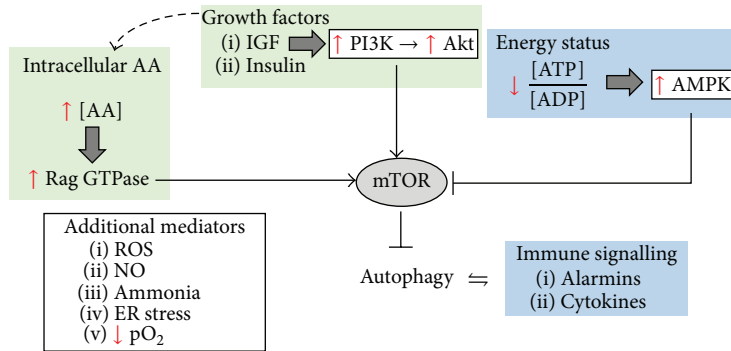 Growth factors
(i) IGF
(ii) Insulin
↑ PI3K → ↑ Akt
Intracellular AA
↑ [AA]
↑ Rag GTPase
Energy status
↓ [ATP]
[ADP]
↑ AMPK
mTOR
Additional mediators
(i) ROS
(ii) NO
(iii) Ammonia
(iv) ER stress
(v) ↓ pO₂
Autophagy ⇋
Immune signalling
(i) Alarmins
(ii) Cytokines